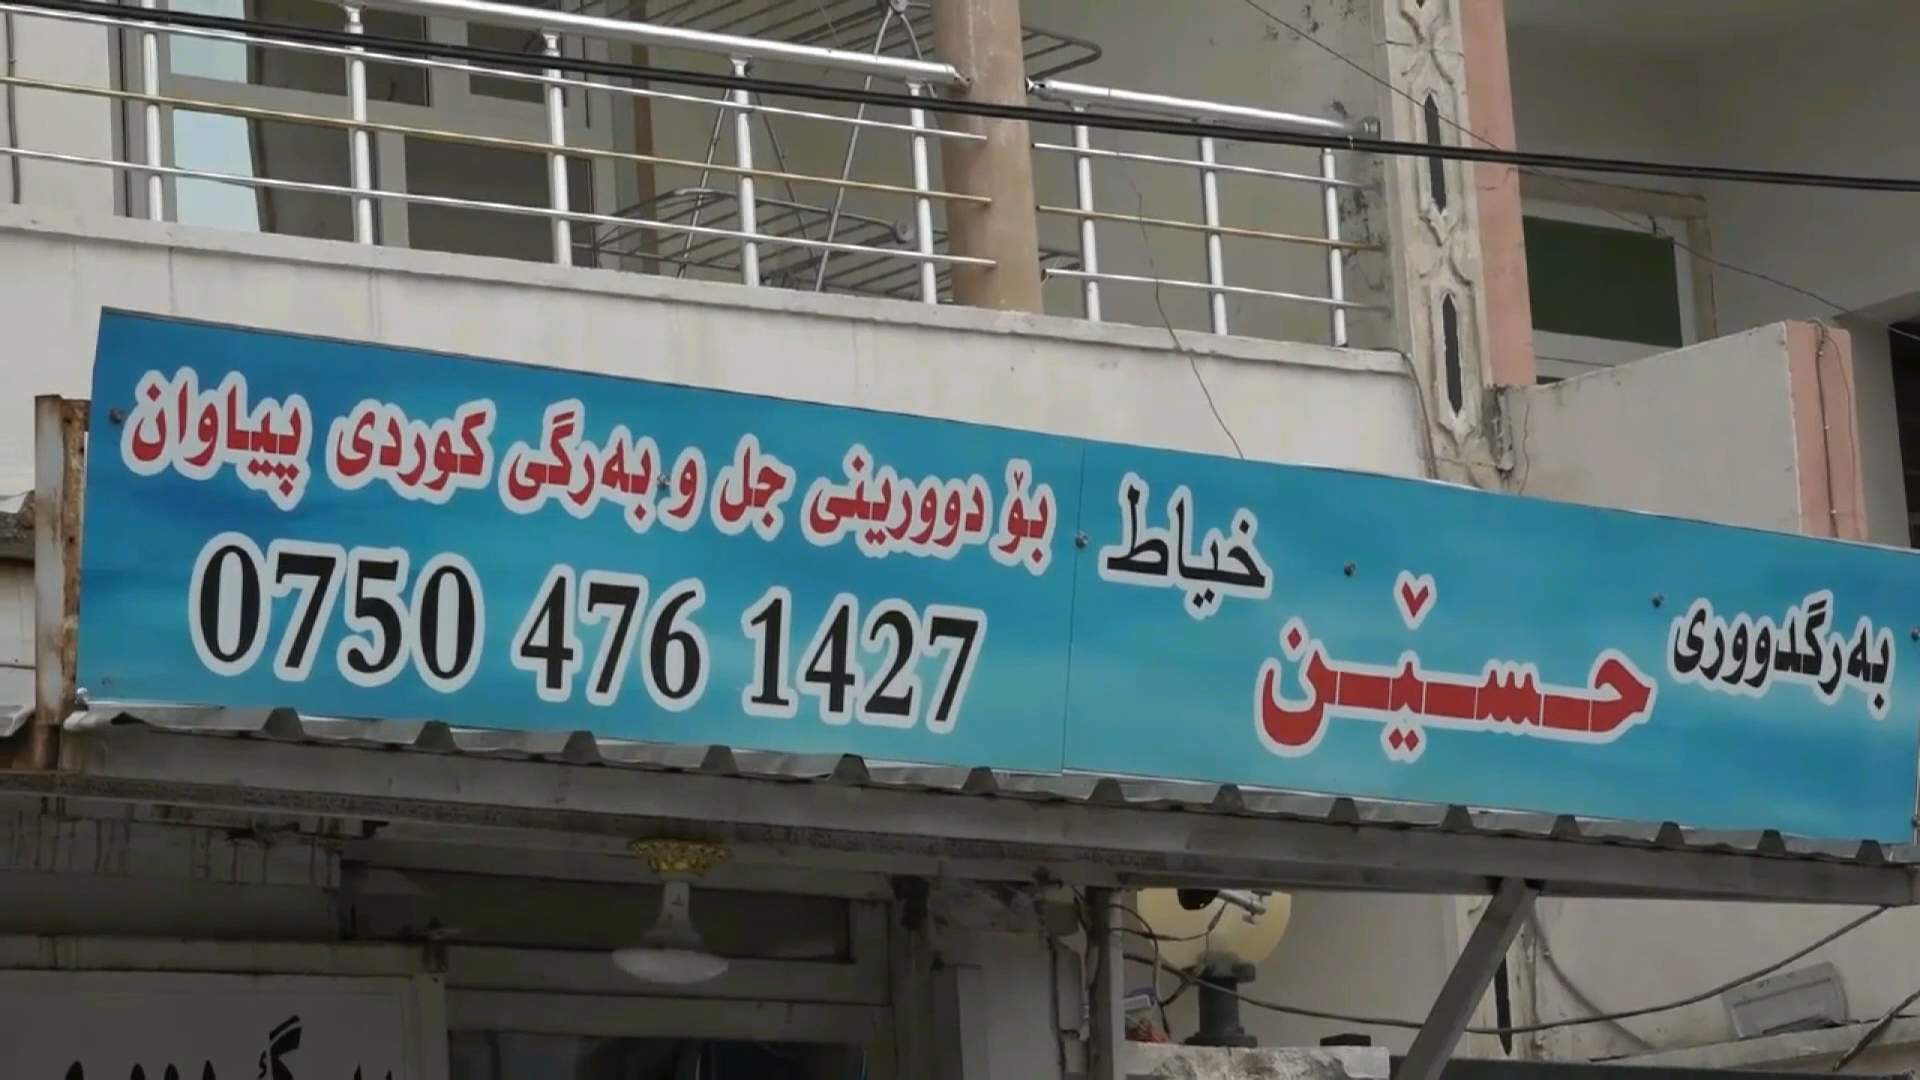 بەرگدووری حسێن خیاط
بۆ دوورینی جل و بەرگی کوردی پیاوان
0750 476 1427